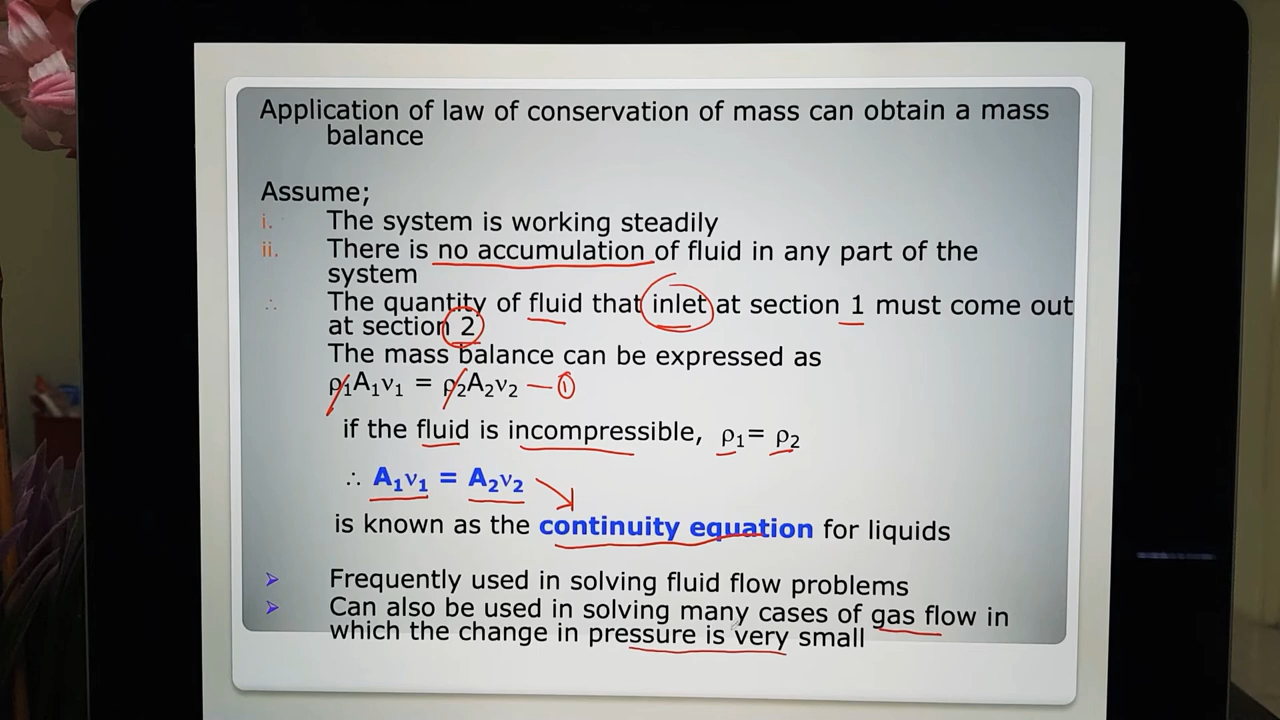 Application of law of conservation of mass can obtain a mass
balance
Assume;
i. The system is working steadily
ii. There is no accumulation of fluid in any part of the
system
∴ The quantity of fluid that inlet at section 1 must come out
at section 2
The mass balance can be expressed as
ρ₁A₁v₁ = ρ₂A₂v₂ — ①
if the fluid is incompressible, ρ₁= ρ₂
∴ A₁v₁ = A₂v₂
is known as the continuity equation for liquids
➢ Frequently used in solving fluid flow problems
➢ Can also be used in solving many cases of gas flow in
which the change in pressure is very small